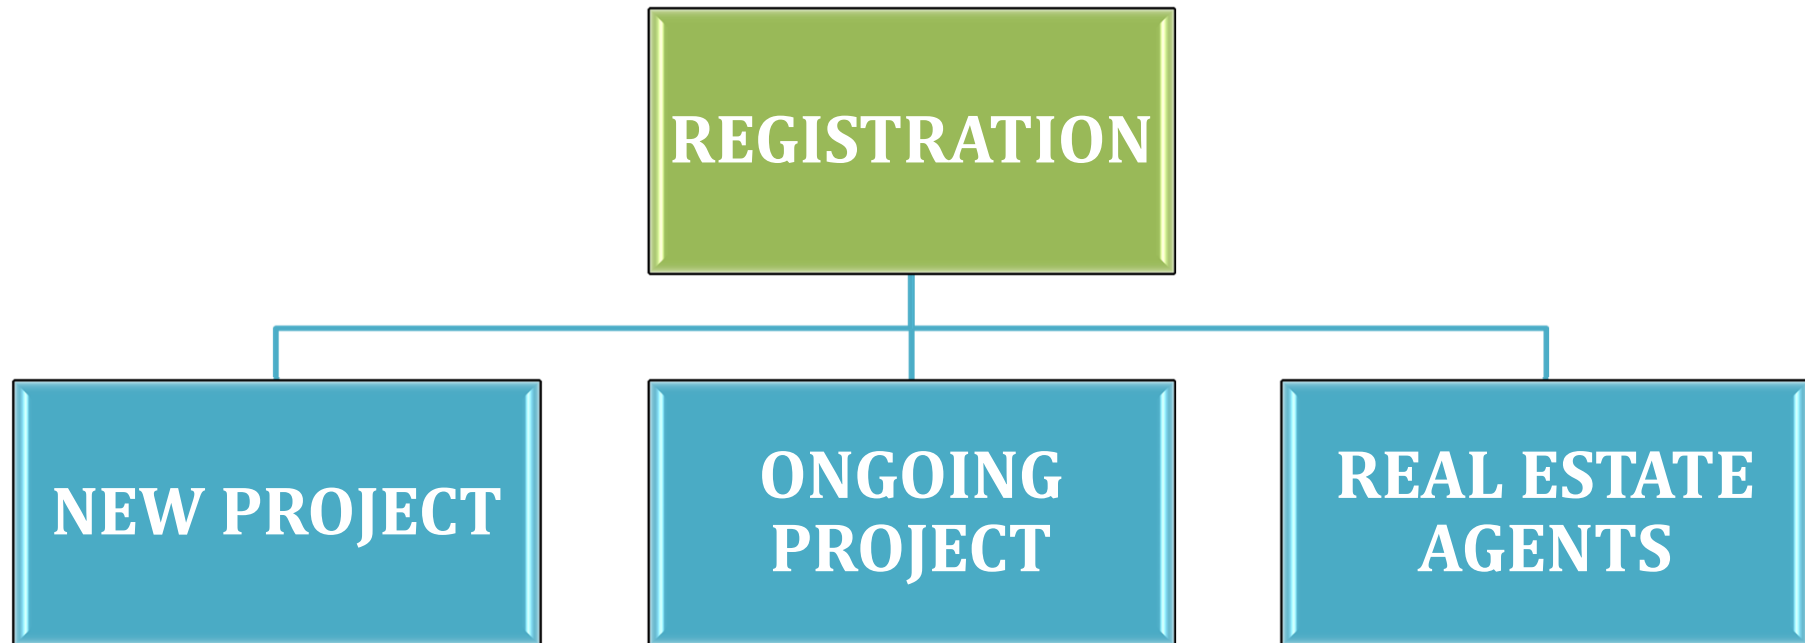 REGISTRATION
NEW PROJECT
ONGOING
PROJECT
REAL ESTATE
AGENTS